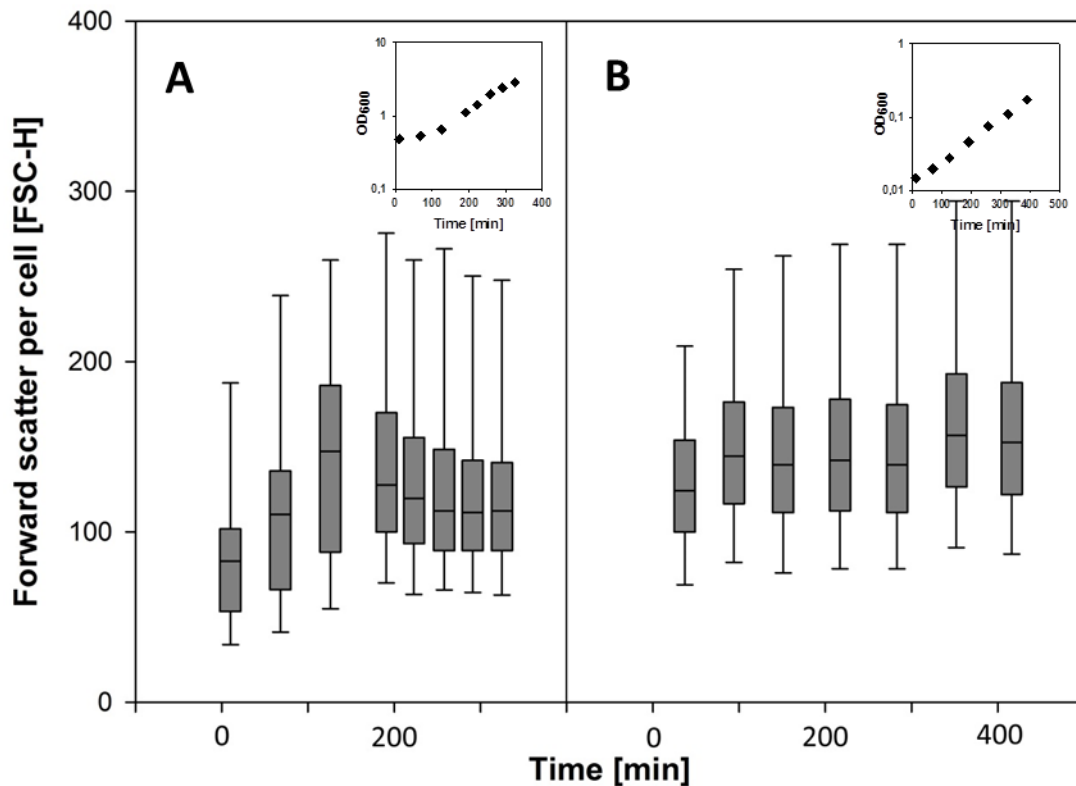 Forward scatter per cell [FSC-H]
400
300
200
100
0
A
OD600
10
1
0,1
0 100 200 300 400
Time [min]
B
OD600
1
0,1
0,01
0 100 200 300 400 500
Time [min]
0 200 0 200 400
Time [min]